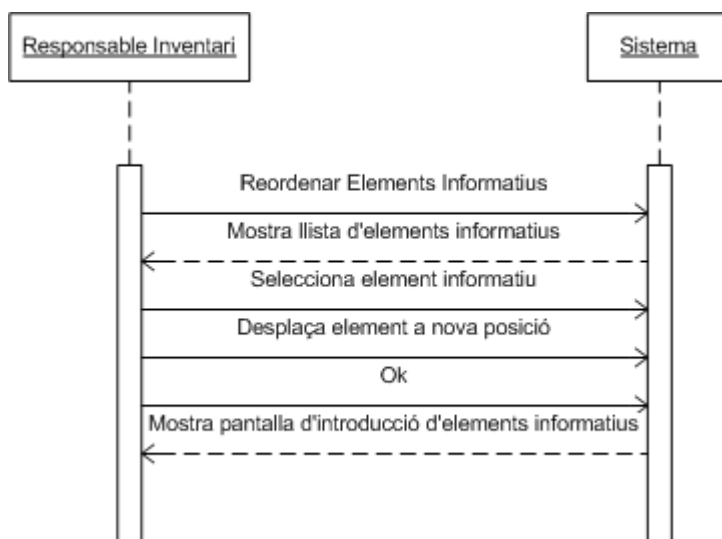 Responsable Inventari
Sistema
Reordenar Elements Informatius
Mostra llista d'elements informatius
Selecciona element informatiu
Desplaça element a nova posició
Ok
Mostra pantalla d'introducció d'elements informatius